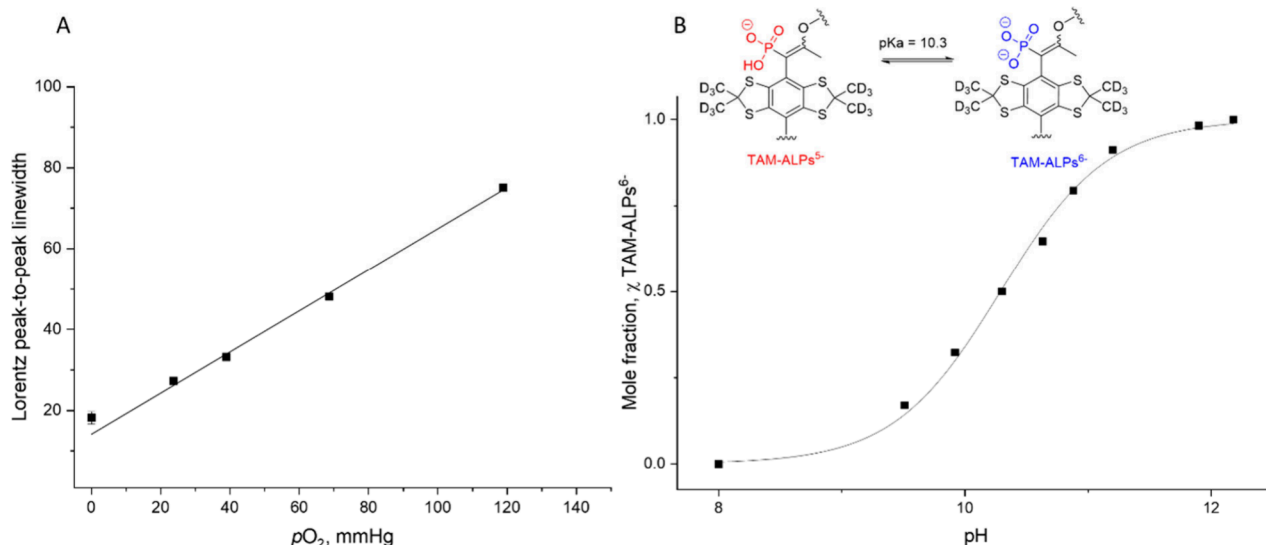 A
Lorentz peak-to-peak linewidth
100
80
60
40
20
0 20 40 60 80 100 120 140
pO₂, mmHg
B
⊖ O O
O P
HO
O
pKa = 10.3
⊖ O O
⊖ O P
O
D₃C S S CD₃
D₃C S S CD₃
D₃C S S CD₃
D₃C S S CD₃
TAM-ALPs⁵⁻
TAM-ALPs⁶⁻
Mole fraction, χ TAM-ALPs⁶⁻
1.0
0.5
0.0
8 10 12
pH